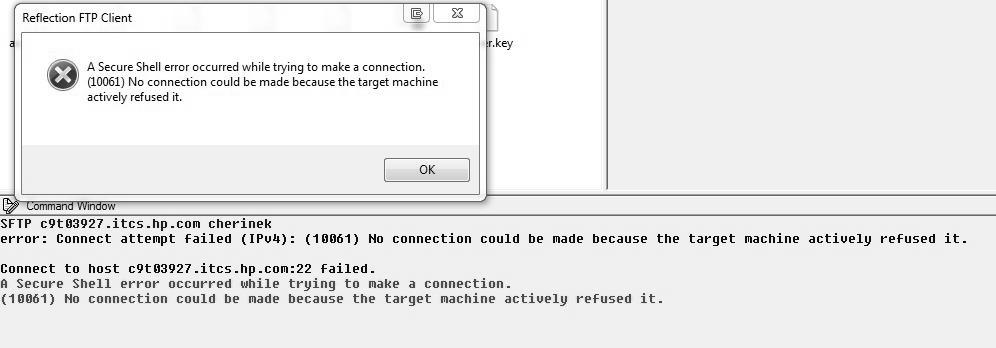 Reflection FTP Client
er.key
A Secure Shell error occurred while trying to make a connection.
(10061) No connection could be made because the target machine
actively refused it.
OK
Command Window
SFTP c9t03927.itcs.hp.com cherinek
error: Connect attempt failed (IPv4): (10061) No connection could be made because the target machine actively refused it.
Connect to host c9t03927.itcs.hp.com:22 failed.
A Secure Shell error occurred while trying to make a connection.
(10061) No connection could be made because the target machine actively refused it.